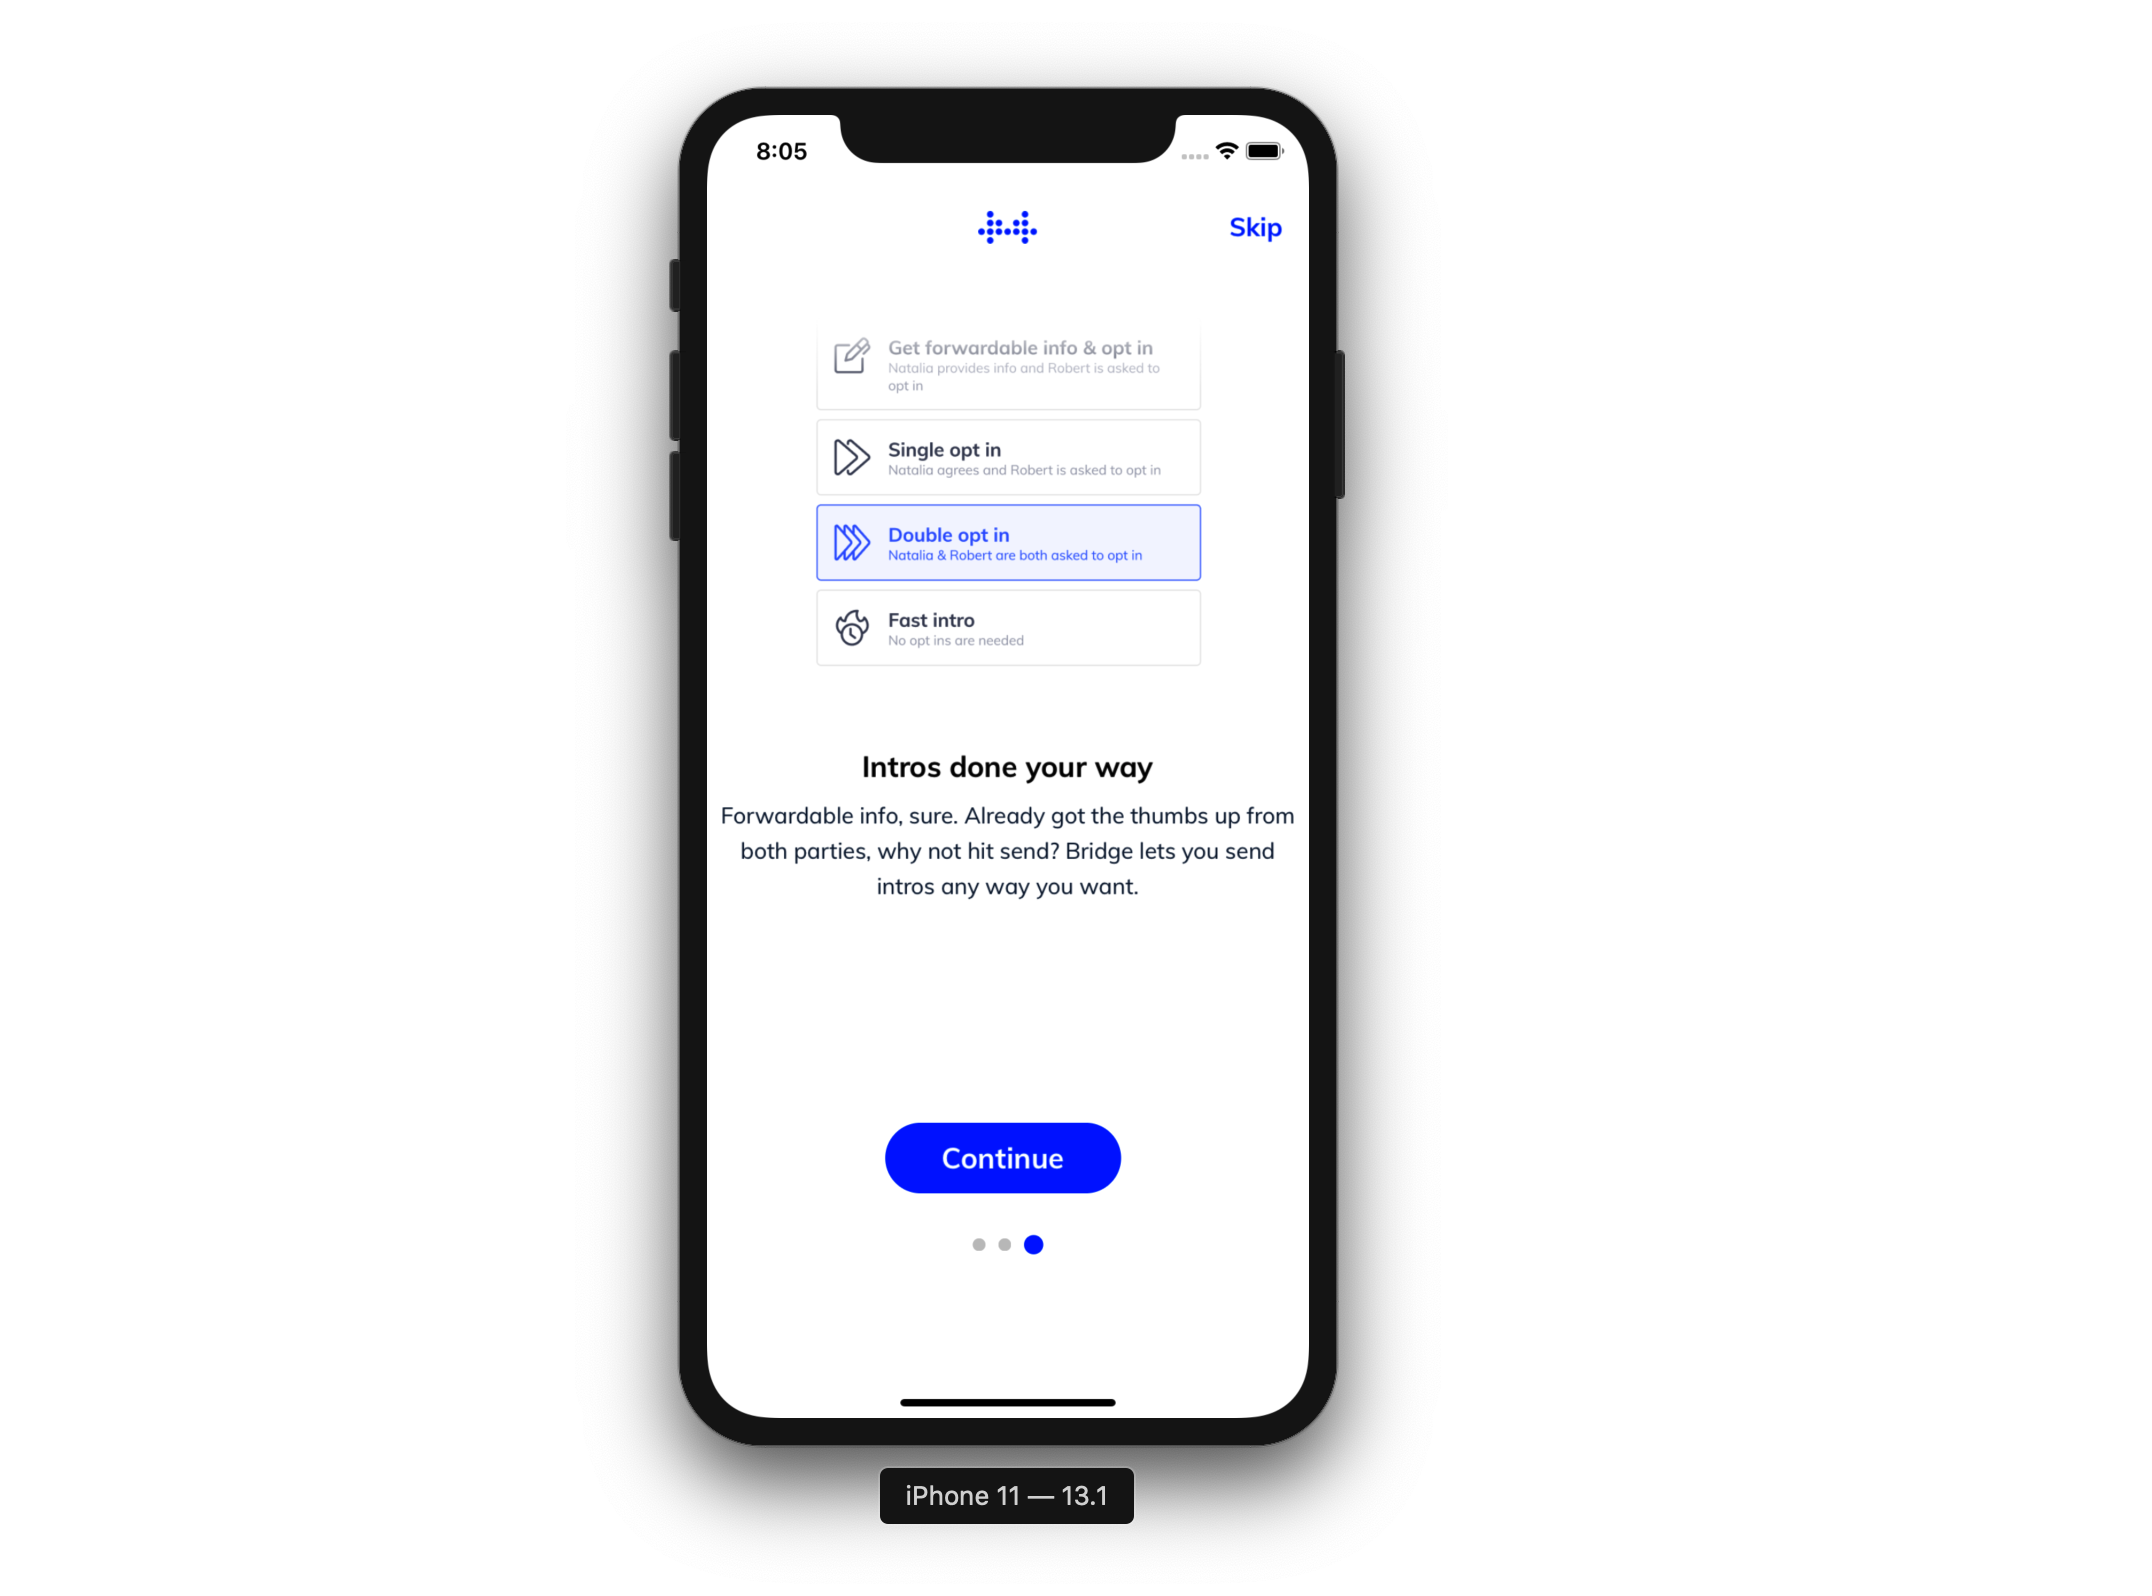 8:05
Skip
Get forwardable info & opt in
Natalia provides info and Robert is asked to
opt in
Single opt in
Natalia agrees and Robert is asked to opt in
Double opt in
Natalia & Robert are both asked to opt in
Fast intro
No opt ins are needed
Intros done your way
Forwardable info, sure. Already got the thumbs up from
both parties, why not hit send? Bridge lets you send
intros any way you want.
Continue
iPhone 11 — 13.1